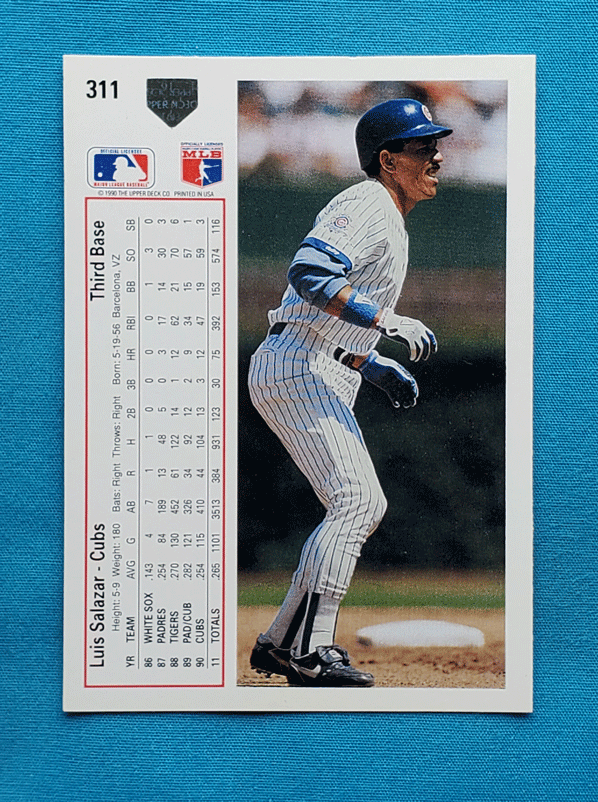 311
UPPER DECK
OFFICIAL LICENSEE
MAJOR LEAGUE BASEBALL
OFFICIALLY LICENSED
MLB
© 1990 THE UPPER DECK CO. PRINTED IN USA
Luis Salazar - Cubs Third Base
Height: 5-9 Weight: 180 Bats: Right Throws: Right Born: 5-19-56 Barcelona, VZ
YR TEAM AVG G AB R H 2B 3B HR RBI BB SO SB
86 WHITE SOX .143 4 7 1 1 0 0 0 0 1 3 0
87 PADRES .254 84 189 13 48 5 0 3 17 14 30 3
88 TIGERS .270 130 452 61 122 14 1 12 62 21 70 6
89 PAD/CUB .282 121 326 34 92 12 2 9 34 15 57 1
90 CUBS .254 115 410 44 104 13 3 12 47 19 59 3
11 TOTALS .265 1101 3513 384 931 123 30 75 392 153 574 116